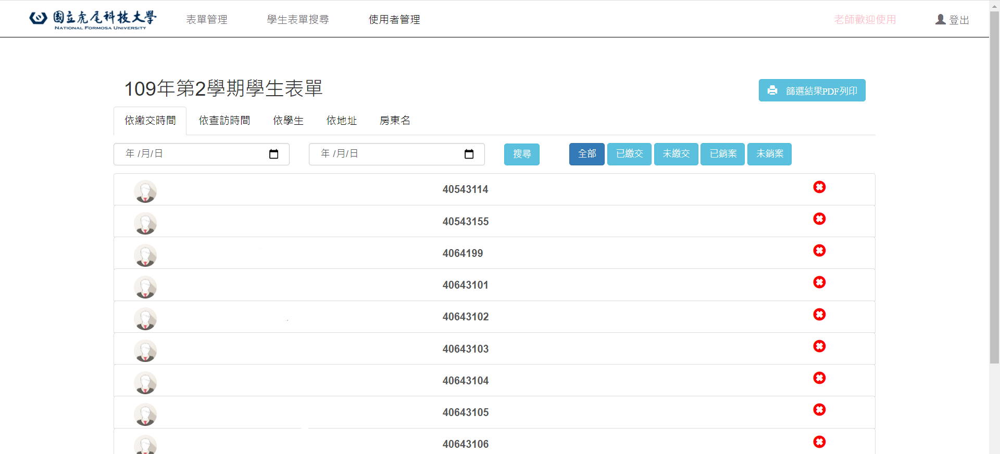 國立虎尾科技大學
NATIONAL FORMOSA UNIVERSITY
表單管理 學生表單搜尋 使用者管理 老師歡迎使用 登出
109年第2學期學生表單
篩選結果PDF列印
依繳交時間 依查訪時間 依學生 依地址 房東名
年 /月/日 年 /月/日 搜尋 全部 已繳交 未繳交 已銷案 未銷案
40543114
40543155
4064199
40643101
40643102
40643103
40643104
40643105
40643106